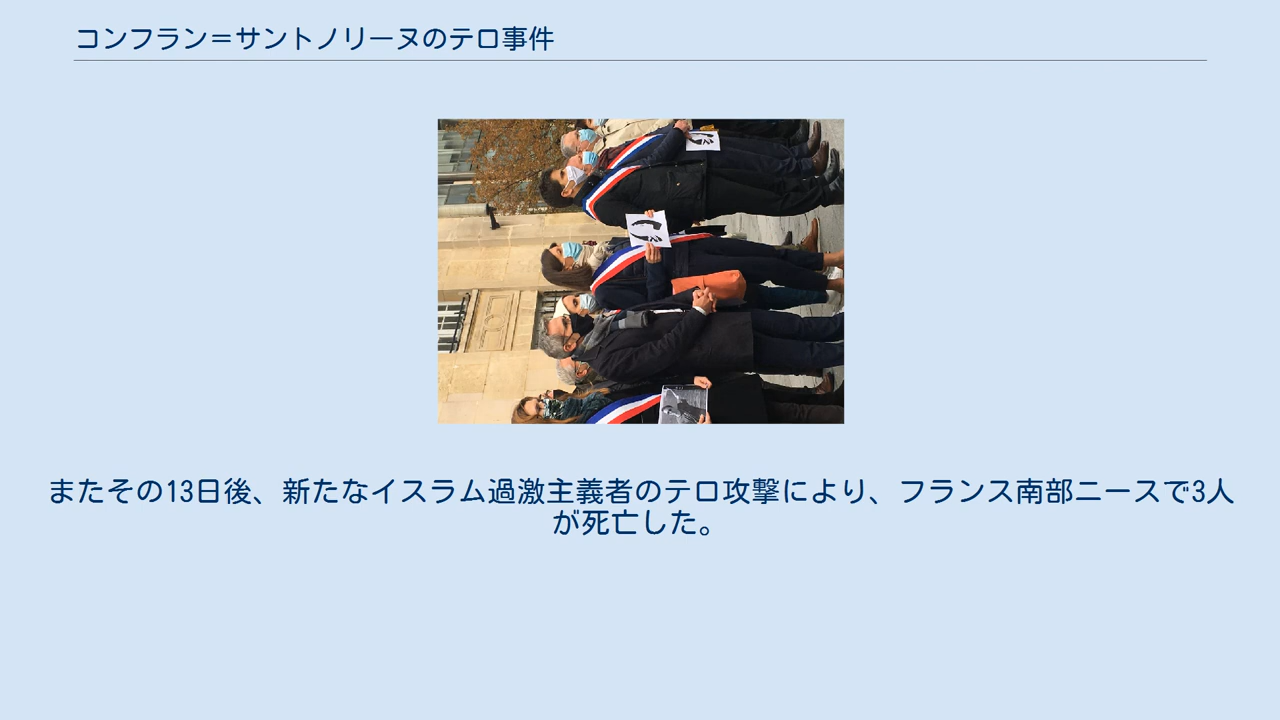 コンフラン＝サントノリーヌのテロ事件
またその13日後、新たなイスラム過激主義者のテロ攻撃により、フランス南部ニースで3人
が死亡した。